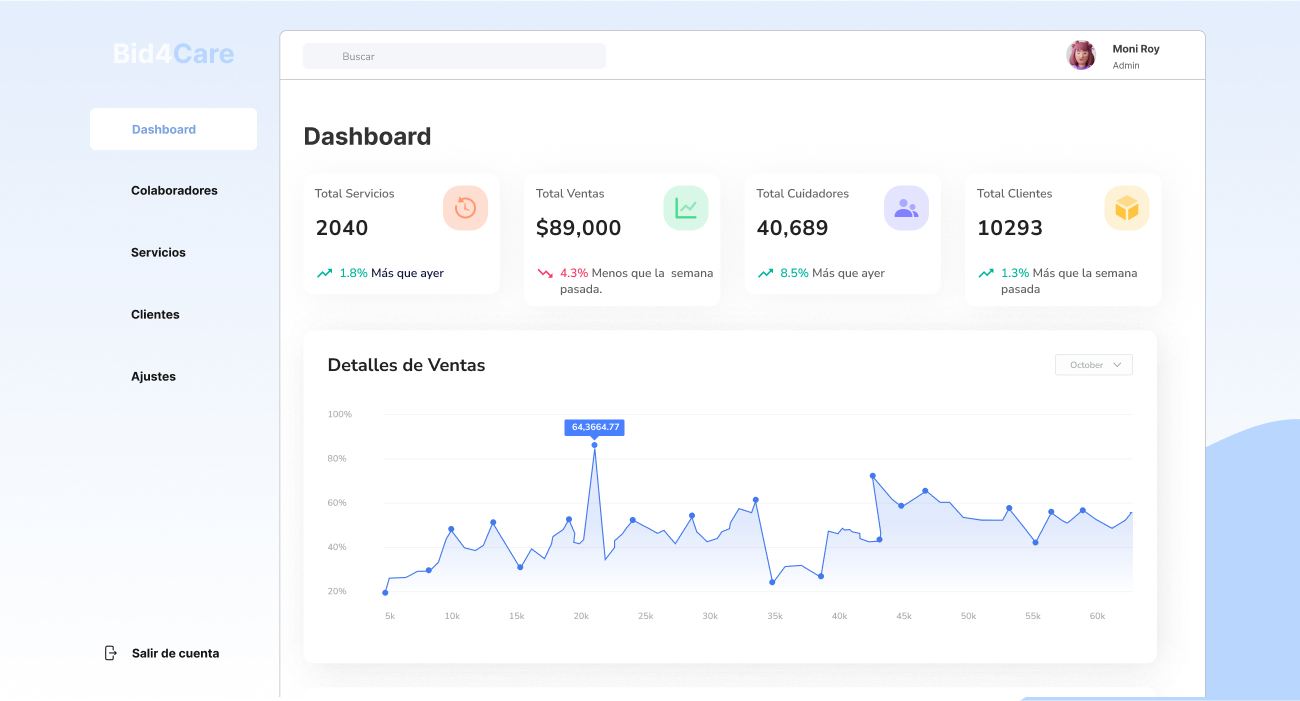 Bid4Care
Buscar
Moni Roy
Admin
Dashboard
Colaboradores
Servicios
Clientes
Ajustes
Salir de cuenta
Dashboard
Total Servicios
2040
1.8% Más que ayer
Total Ventas
$89,000
4.3% Menos que la semana
pasada.
Total Cuidadores
40,689
8.5% Más que ayer
Total Clientes
10293
1.3% Más que la semana
pasada
Detalles de Ventas
October
100%
80%
60%
40%
20%
64,3664.77
5k 10k 15k 20k 25k 30k 35k 40k 45k 50k 55k 60k